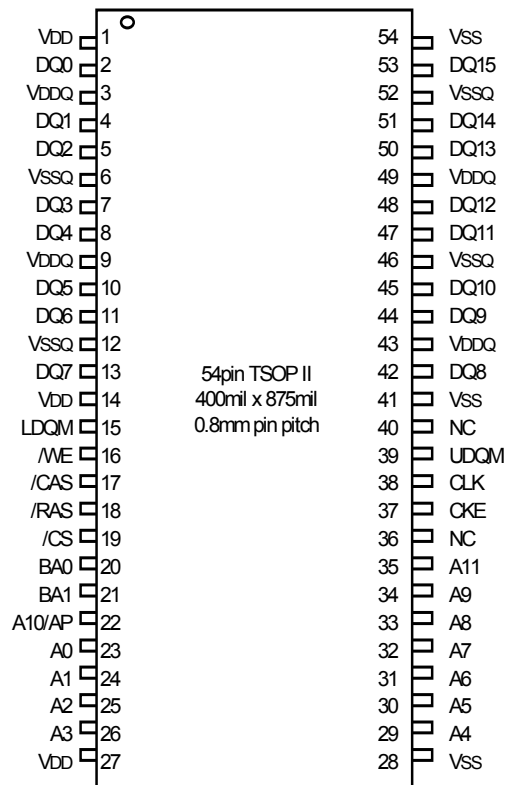 VDD 1 54 VSS
DQ0 2 53 DQ15
VDDQ 3 52 VSSQ
DQ1 4 51 DQ14
DQ2 5 50 DQ13
VSSQ 6 49 VDDQ
DQ3 7 48 DQ12
DQ4 8 47 DQ11
VDDQ 9 46 VSSQ
DQ5 10 45 DQ10
DQ6 11 44 DQ9
VSSQ 12 43 VDDQ
DQ7 13 54pin TSOP II 42 DQ8
VDD 14 400mil x 875mil 41 VSS
LDQM 15 0.8mm pin pitch 40 NC
/WE 16 39 UDQM
/CAS 17 38 CLK
/RAS 18 37 CKE
/CS 19 36 NC
BA0 20 35 A11
BA1 21 34 A9
A10/AP 22 33 A8
A0 23 32 A7
A1 24 31 A6
A2 25 30 A5
A3 26 29 A4
VDD 27 28 VSS